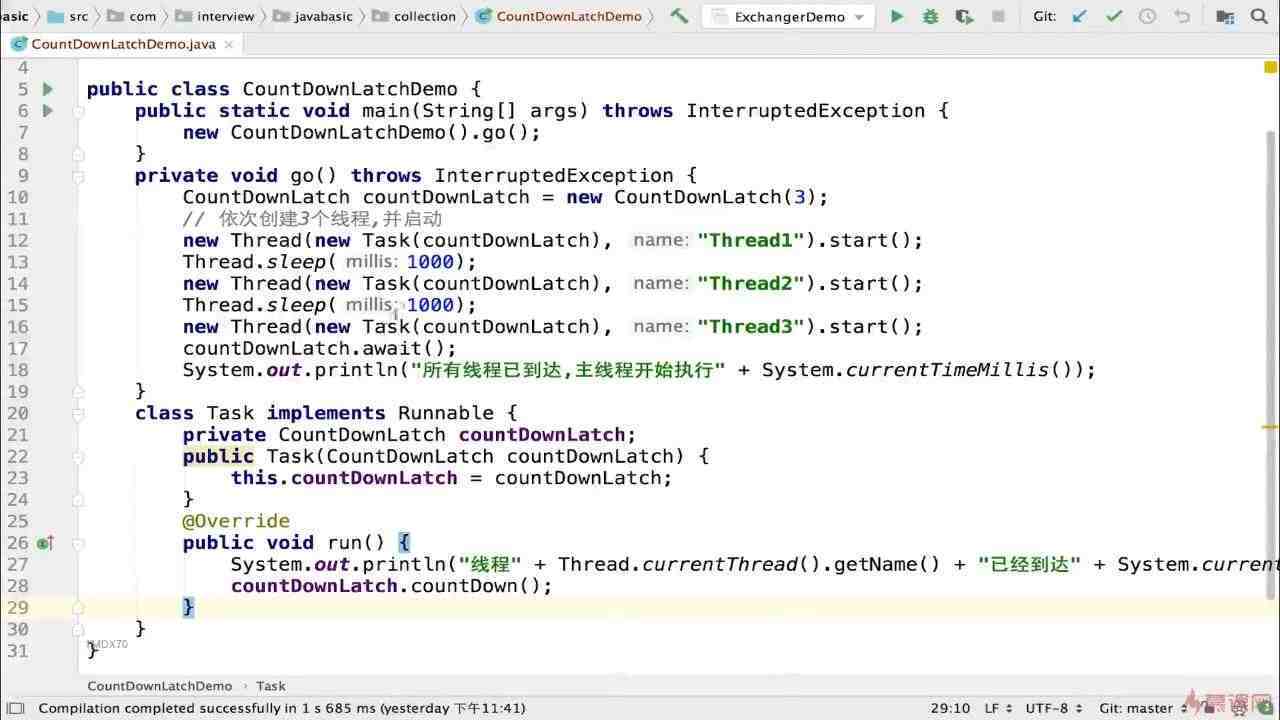 asic › src › com › interview › javabasic › collection › CountDownLatchDemo › ExchangerDemo Git:
CountDownLatchDemo.java ×
4
5 public class CountDownLatchDemo {
6 public static void main(String[] args) throws InterruptedException {
7 new CountDownLatchDemo().go();
8 }
9 private void go() throws InterruptedException {
10 CountDownLatch countDownLatch = new CountDownLatch(3);
11 // 依次创建3个线程,并启动
12 new Thread(new Task(countDownLatch), name: "Thread1").start();
13 Thread.sleep( millis: 1000);
14 new Thread(new Task(countDownLatch), name: "Thread2").start();
15 Thread.sleep( millis: 1000);
16 new Thread(new Task(countDownLatch), name: "Thread3").start();
17 countDownLatch.await();
18 System.out.println("所有线程已到达,主线程开始执行" + System.currentTimeMillis());
19 }
20 class Task implements Runnable {
21 private CountDownLatch countDownLatch;
22 public Task(CountDownLatch countDownLatch) {
23 this.countDownLatch = countDownLatch;
24 }
25 @Override
26 public void run() {
27 System.out.println("线程" + Thread.currentThread().getName() + "已经到达" + System.current
28 countDownLatch.countDown();
29 }
30 }
31 }
MDX70
CountDownLatchDemo › Task
Compilation completed successfully in 1 s 685 ms (yesterday 下午11:41) 29:10 LF UTF-8 Git: master
慕课网